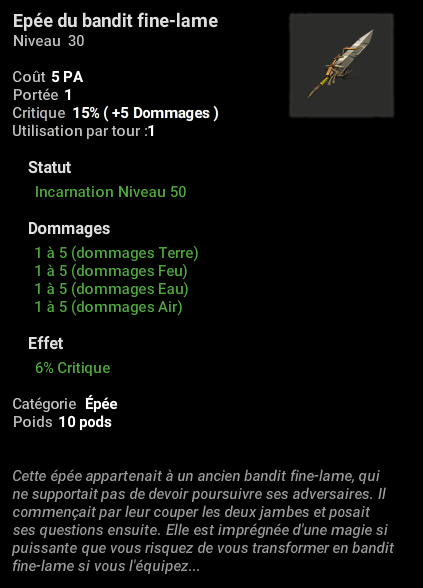 Epée du bandit fine-lame
Niveau 30
Coût 5 PA
Portée 1
Critique 15% ( +5 Dommages )
Utilisation par tour :1
Statut
Incarnation Niveau 50
Dommages
1 à 5 (dommages Terre)
1 à 5 (dommages Feu)
1 à 5 (dommages Eau)
1 à 5 (dommages Air)
Effet
6% Critique
Catégorie Épée
Poids 10 pods
Cette épée appartenait à un ancien bandit fine-lame, qui
ne supportait pas de devoir poursuivre ses adversaires. Il
commençait par leur couper les deux jambes et posait
ses questions ensuite. Elle est imprégnée d'une magie si
puissante que vous risquez de vous transformer en bandit
fine-lame si vous l'équipez...